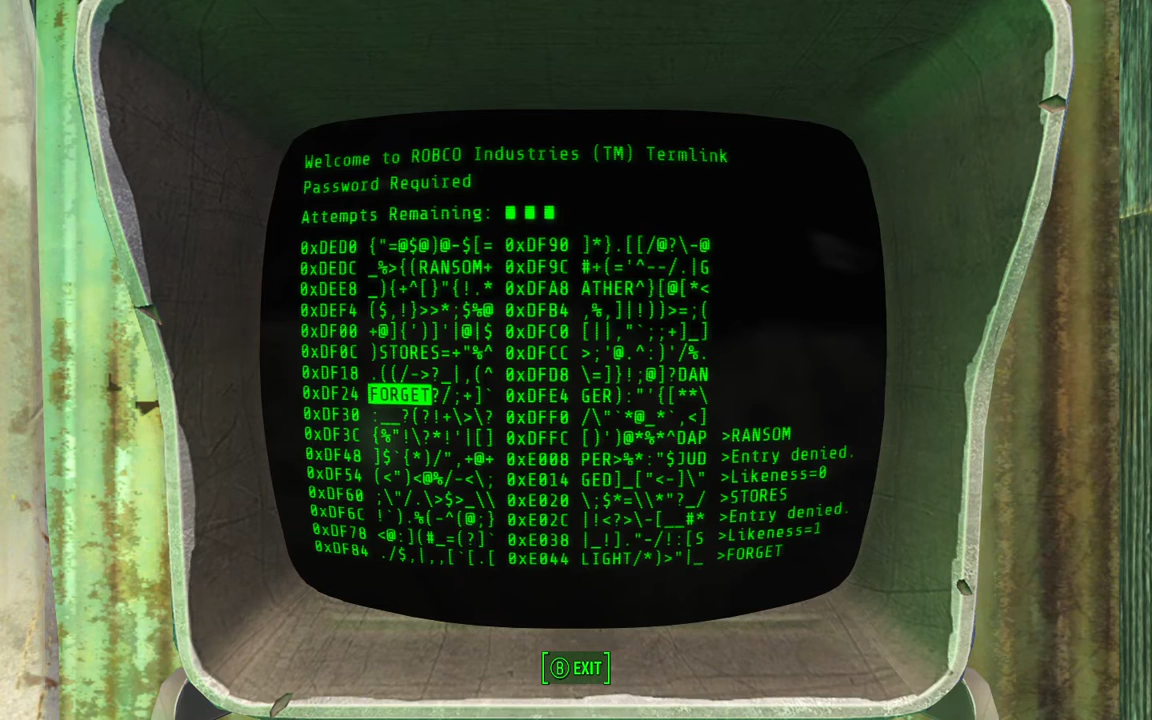 Welcome to ROBCO Industries (TM) Termlink
Password Required
Attempts Remaining: ■ ■ ■
0xDED0 {"=@$@)@-$[= 0xDF90 ]*}.[[/@?\-@
0xDEDC _%>{((RANSOM+ 0xDF9C #+(='^--/.|G
0xDEE8 _){+^[}"{!.* 0xDFA8 ATHER^}[@[*<
0xDEF4 ($,!}>>*;$%@ 0xDFB4 ,%,]|!))>=;(
0xDF00 +@]{')]'|@|$ 0xDFC0 [||,"`;;+]_]
0xDF0C )STORES=+"%^ 0xDFCC >;'@.^:)'/%.
0xDF18 .((/->?_|,(^ 0xDFD8 \=]}!;@]?DAN
0xDF24 FORGET?/;+]` 0xDFE4 GER):"'{[**\
0xDF30 :__?(?!+\>\? 0xDFF0 /\"`*@_*`,<]
0xDF3C {%"!\?*!'|[] 0xDFFC [)')@*%*^DAP >RANSOM
0xDF48 ]$`{*)/",+@+ 0xE008 PER>%*:"$JUD >Entry denied.
0xDF54 (<")<@%/-<\; 0xE014 GED]_["<-]\" >Likeness=0
0xDF60 ;\"/.\>$>_\\ 0xE020 \;$*=\\*"?_/ >STORES
0xDF6C !`).%(-^(@;} 0xE02C |!<?>\-[__#* >Entry denied.
0xDF78 <@:](#_=(?]` 0xE038 |_!]."-/!:[S >Likeness=1
0xDF84 ./$,|,,[`[.[ 0xE044 LIGHT/*)>"|_ >FORGET
[Ⓑ EXIT]